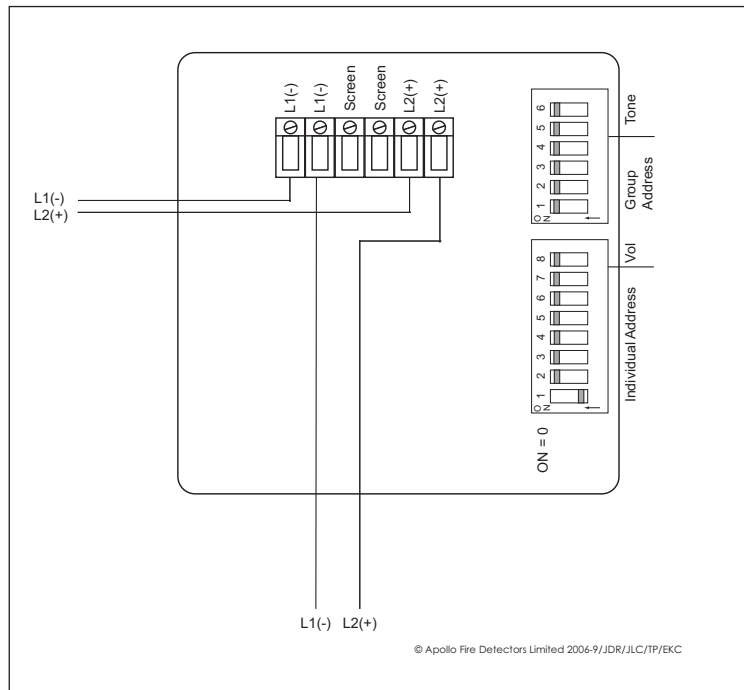 L1(-)
L1(-)
Screen
Screen
L2(+)
L2(+)
L1(-)
L2(+)
Tone
Group
Address
6
5
4
3
2
1
ON
Vol
Individual Address
8
7
6
5
4
3
2
1
ON
ON = 0
L1(-) L2(+)
© Apollo Fire Detectors Limited 2006-9/JDR/JLC/TP/EKC